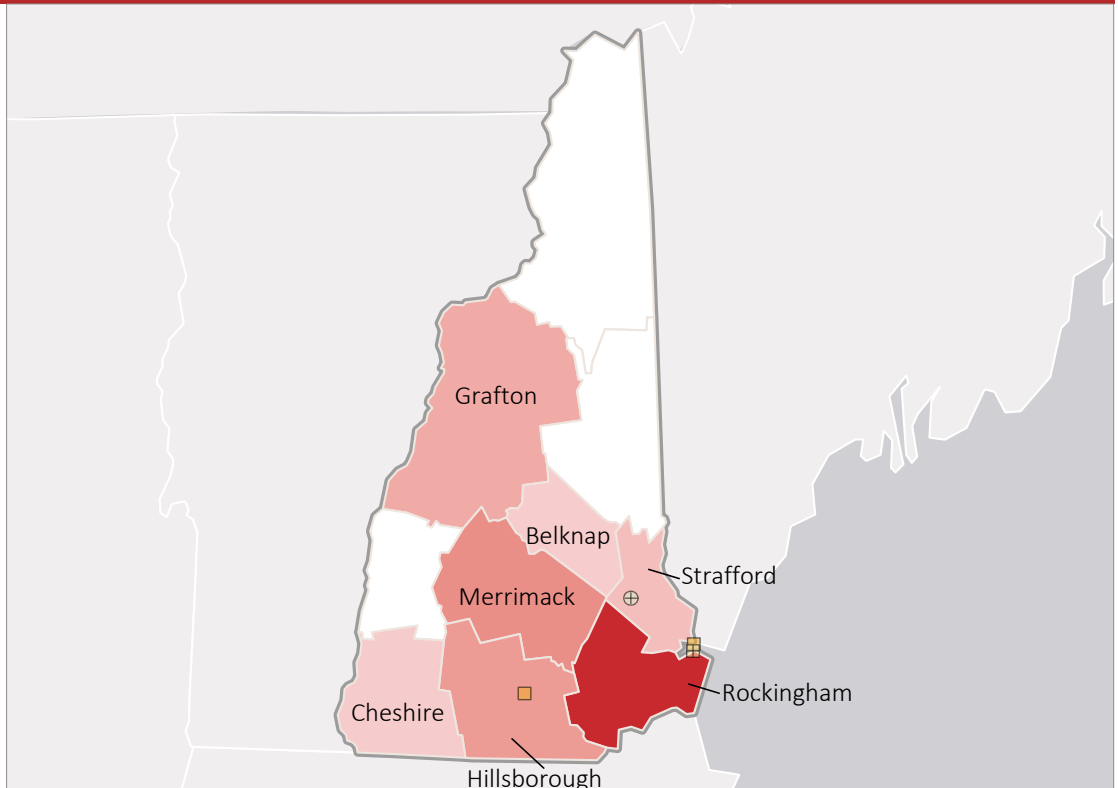 Grafton
Belknap
Strafford
Merrimack
Rockingham
Cheshire
Hillsborough